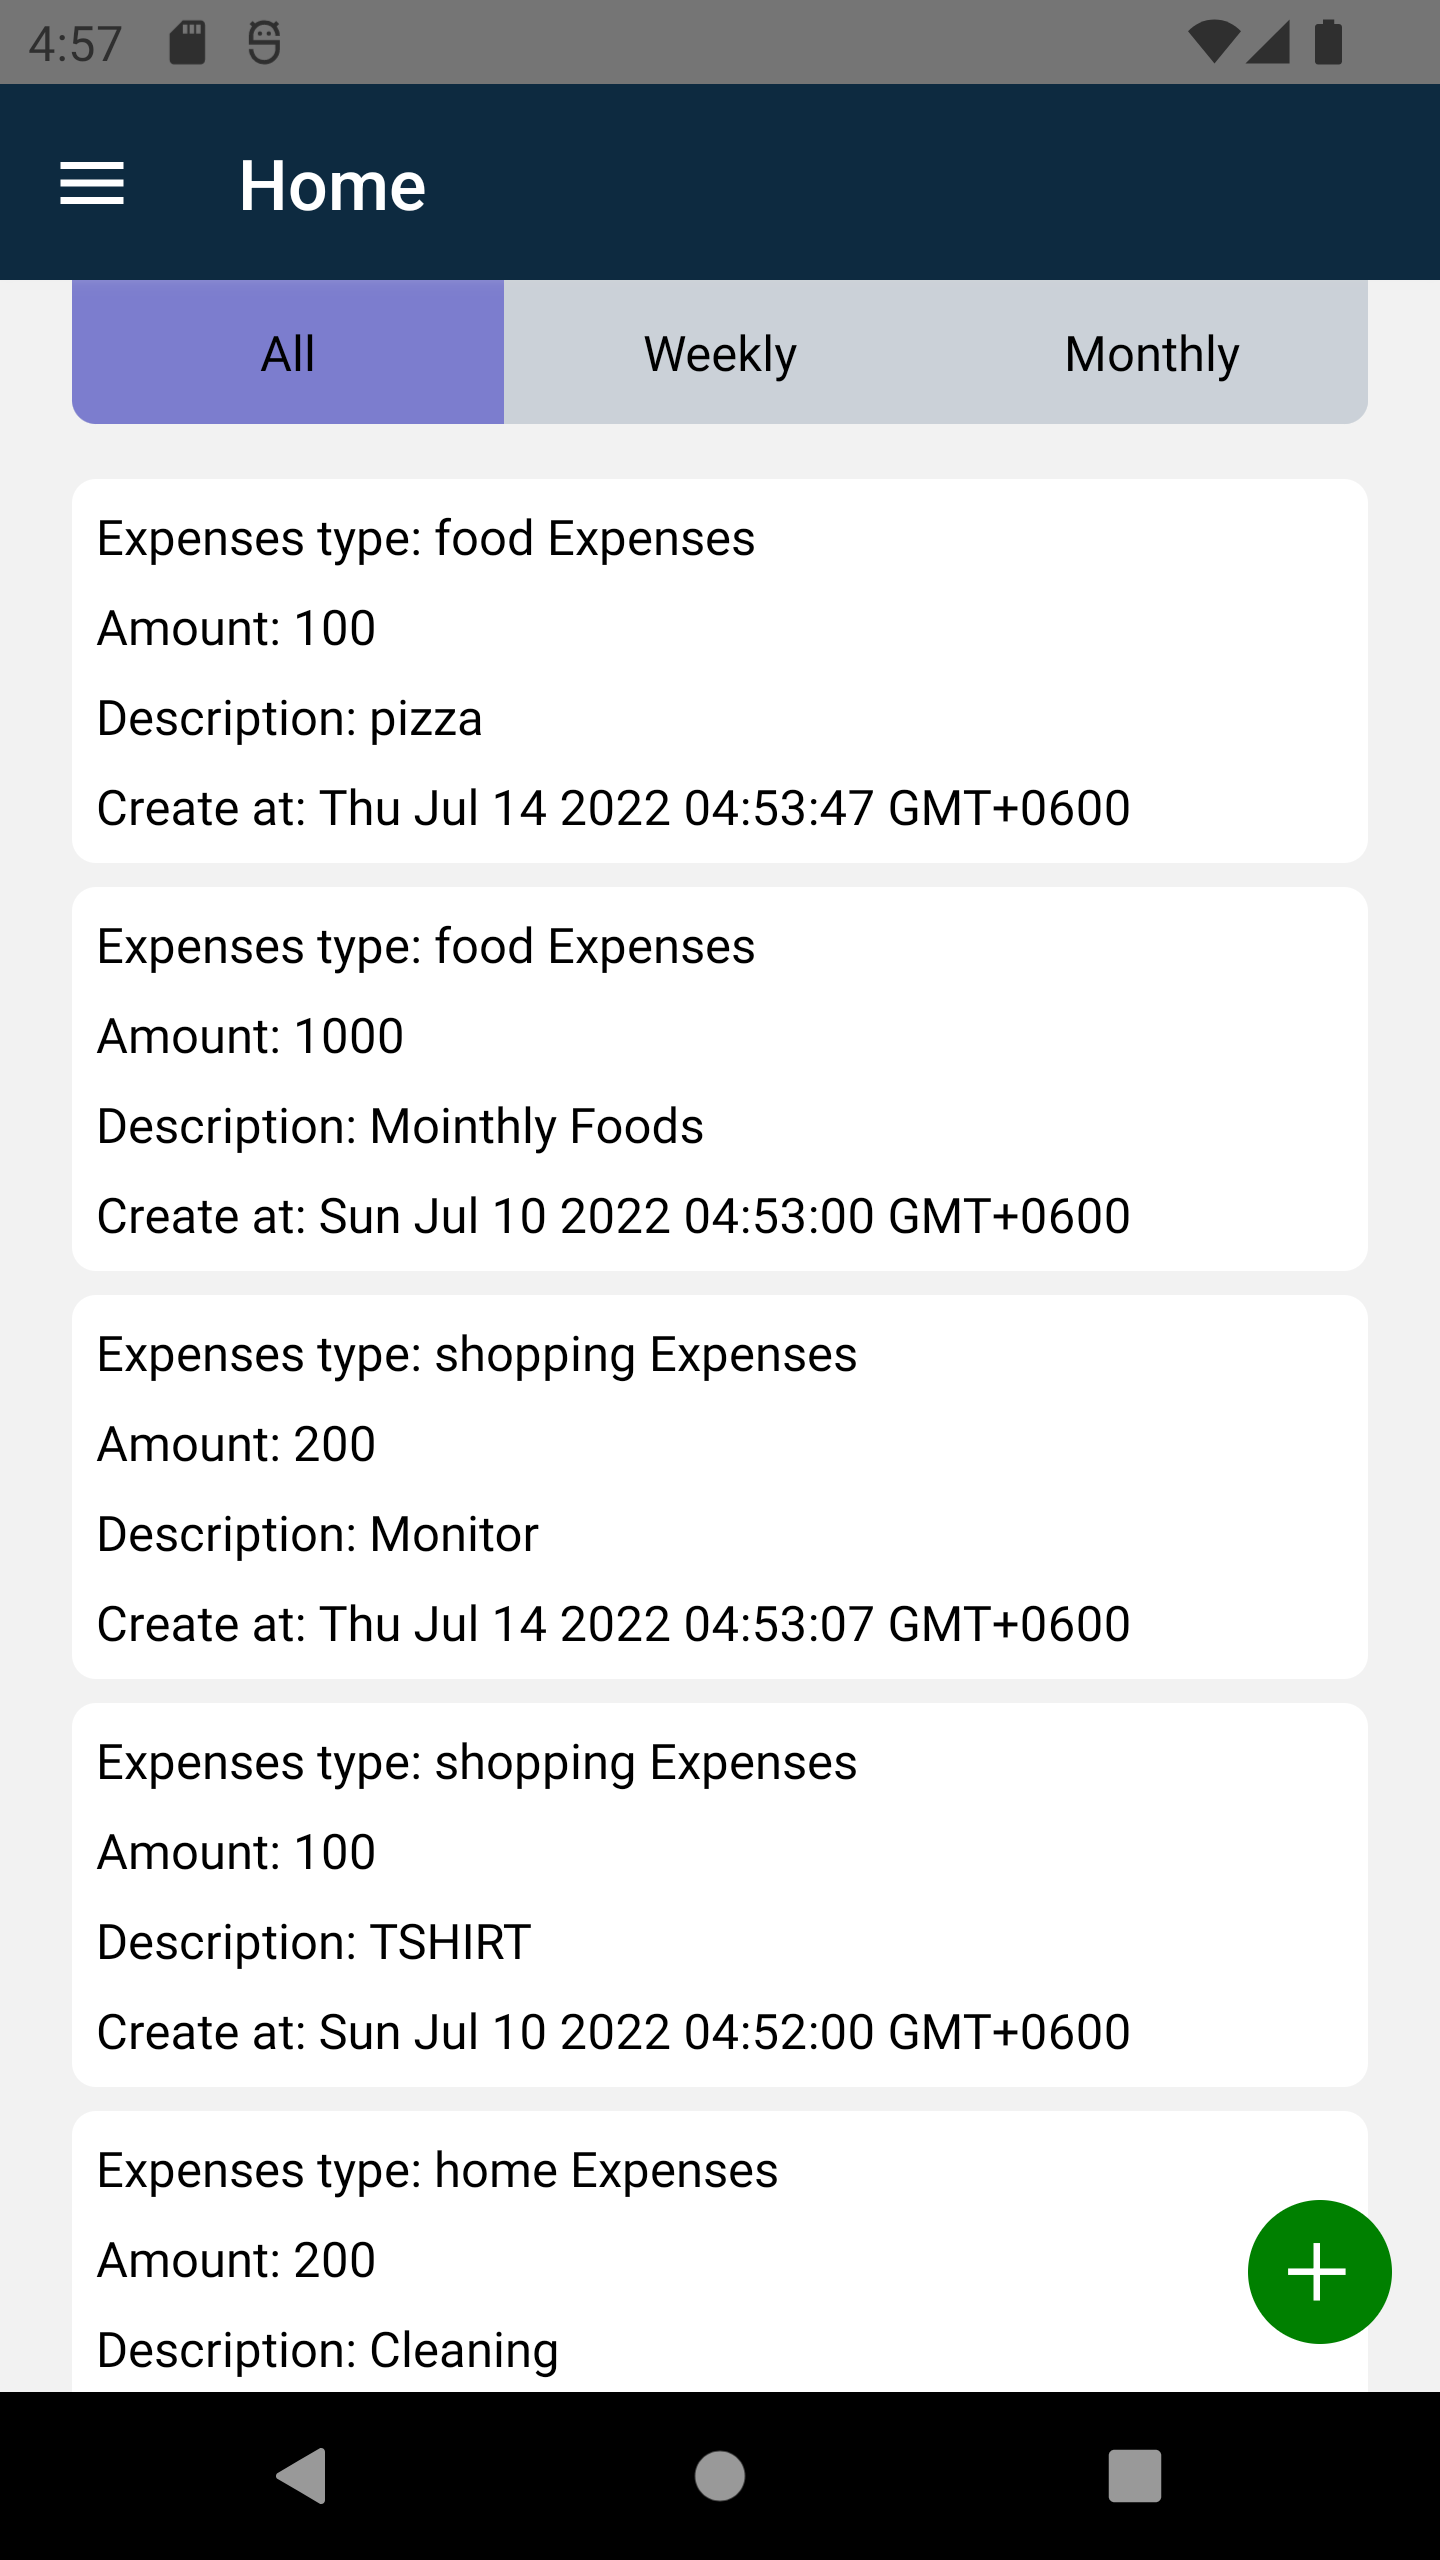 4:57
Home
All Weekly Monthly
Expenses type: food Expenses
Amount: 100
Description: pizza
Create at: Thu Jul 14 2022 04:53:47 GMT+0600
Expenses type: food Expenses
Amount: 1000
Description: Mointhly Foods
Create at: Sun Jul 10 2022 04:53:00 GMT+0600
Expenses type: shopping Expenses
Amount: 200
Description: Monitor
Create at: Thu Jul 14 2022 04:53:07 GMT+0600
Expenses type: shopping Expenses
Amount: 100
Description: TSHIRT
Create at: Sun Jul 10 2022 04:52:00 GMT+0600
Expenses type: home Expenses
Amount: 200
Description: Cleaning